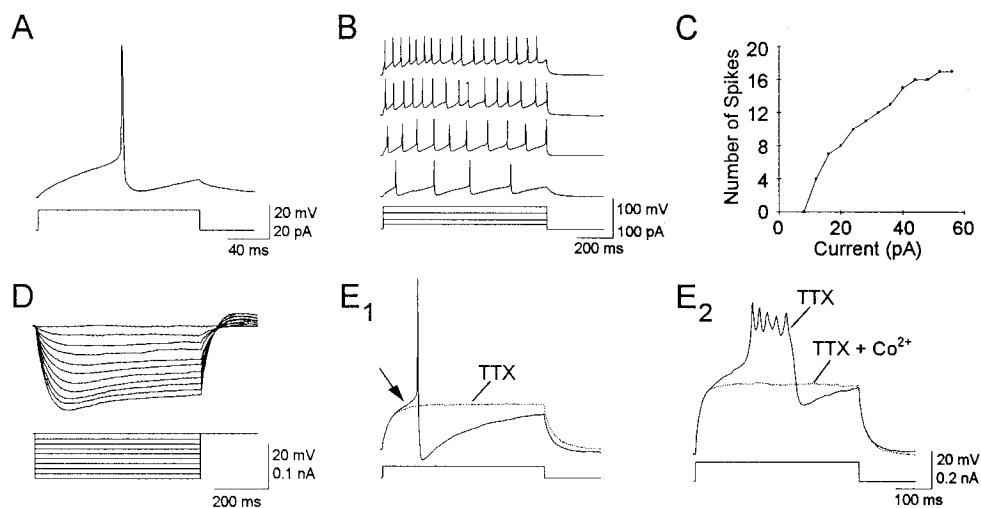 A
20 mV
20 pA
40 ms
B
100 mV
100 pA
200 ms
C
Number of Spikes
20
16
12
8
4
0
0 20 40 60
Current (pA)
D
20 mV
0.1 nA
200 ms
E1
TTX
E2
TTX
TTX + Co2+
20 mV
0.2 nA
100 ms